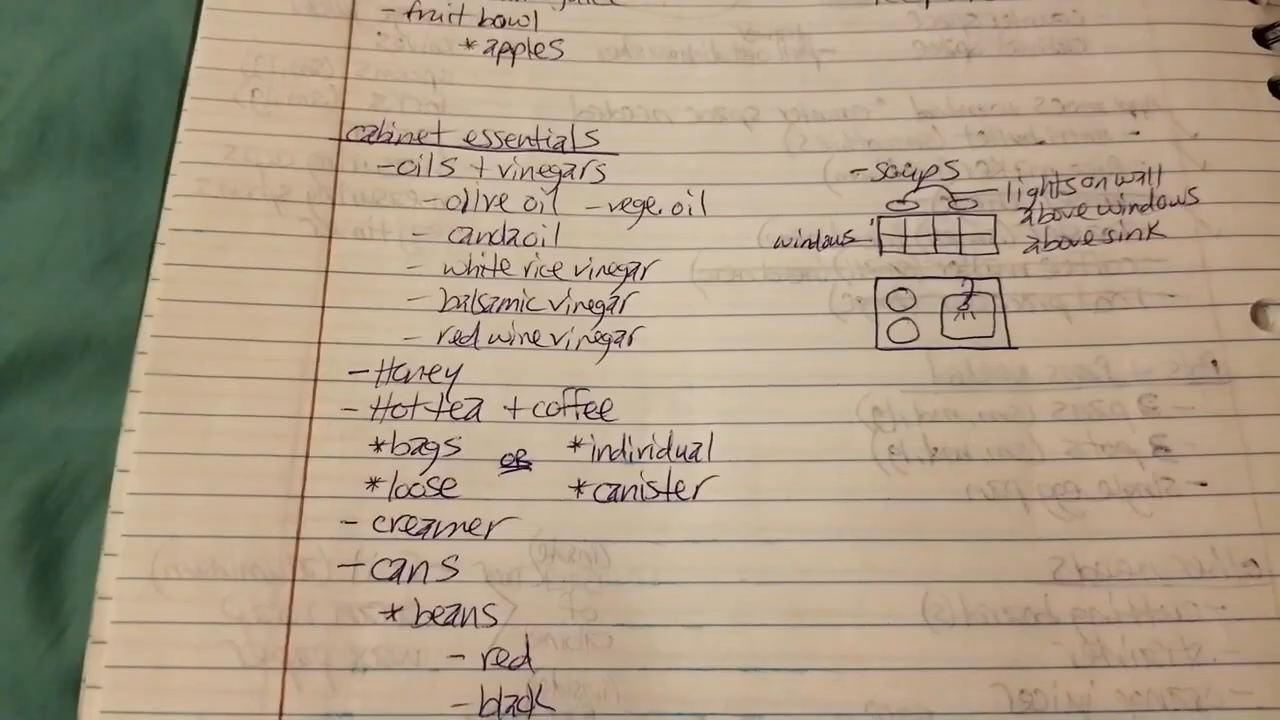 - fruit bowl
* apples
cabinet essentials
- oils + vinegars
- olive oil - vege. oil
- canola oil
- white rice vinegar
- balsamic vinegar
- red wine vinegar
- Honey
- Hot tea + coffee
* bags OR * individual
* loose * canister
- creamer
- cans
* beans
- red
- black
- soups
lights on wall
above windows
above sink
windows